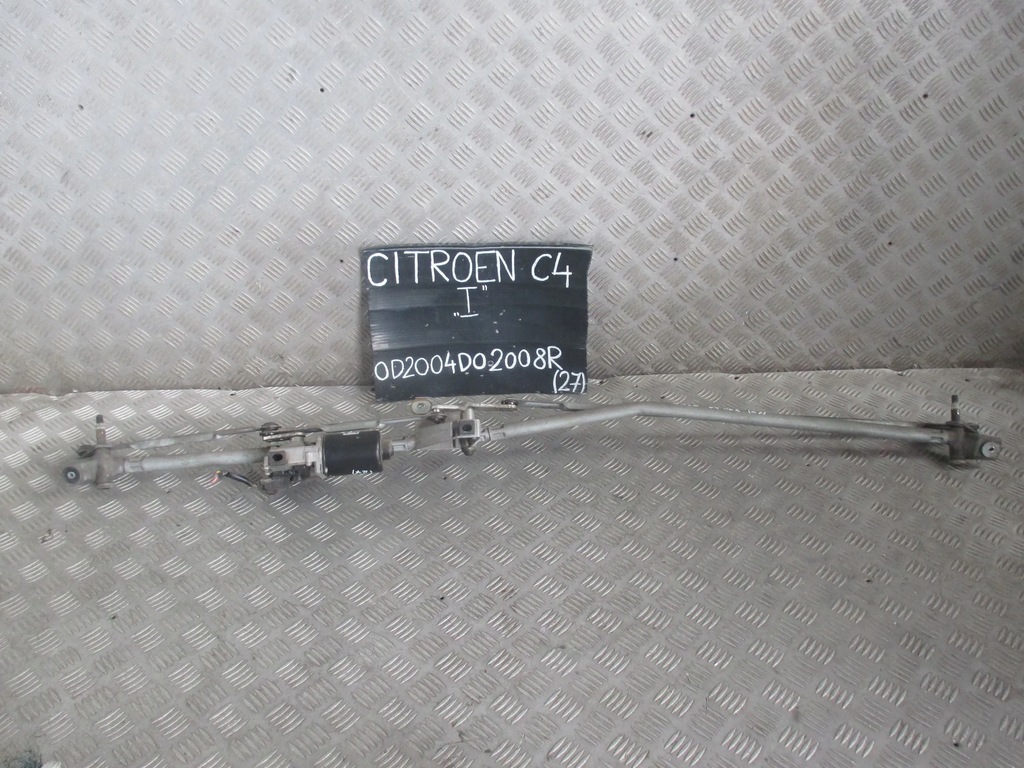 CITROEN C4
„I”
OD2004DO2008R
(27)